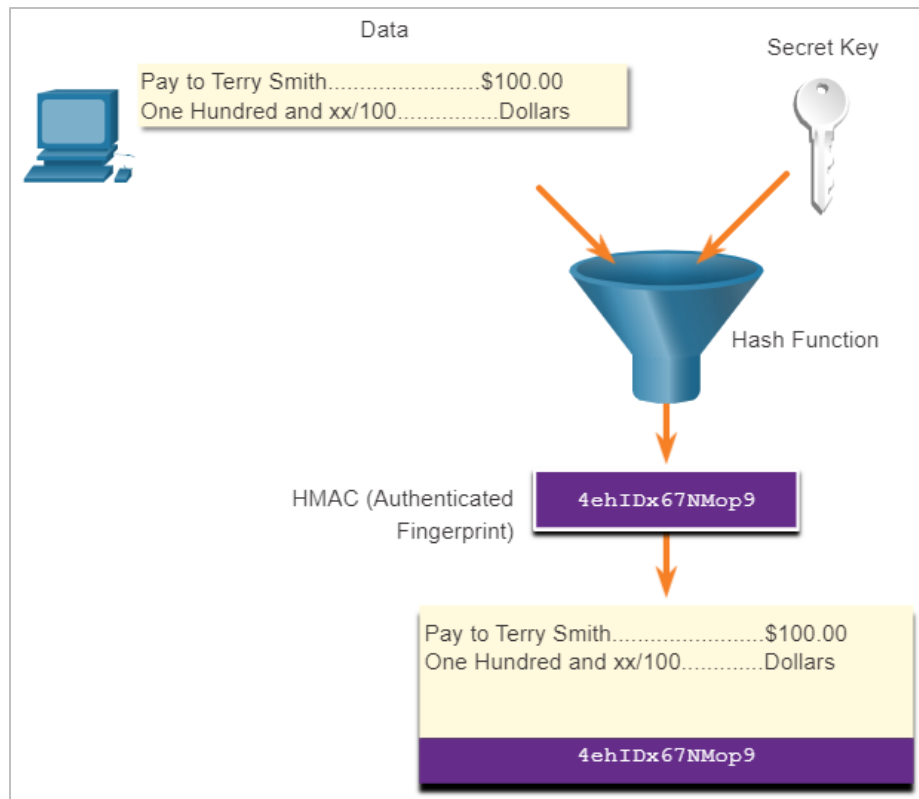 Data
Secret Key
Pay to Terry Smith........................$100.00
One Hundred and xx/100................Dollars
Hash Function
HMAC (Authenticated
Fingerprint)
4ehIDx67NMop9
Pay to Terry Smith........................$100.00
One Hundred and xx/100.............Dollars
4ehIDx67NMop9